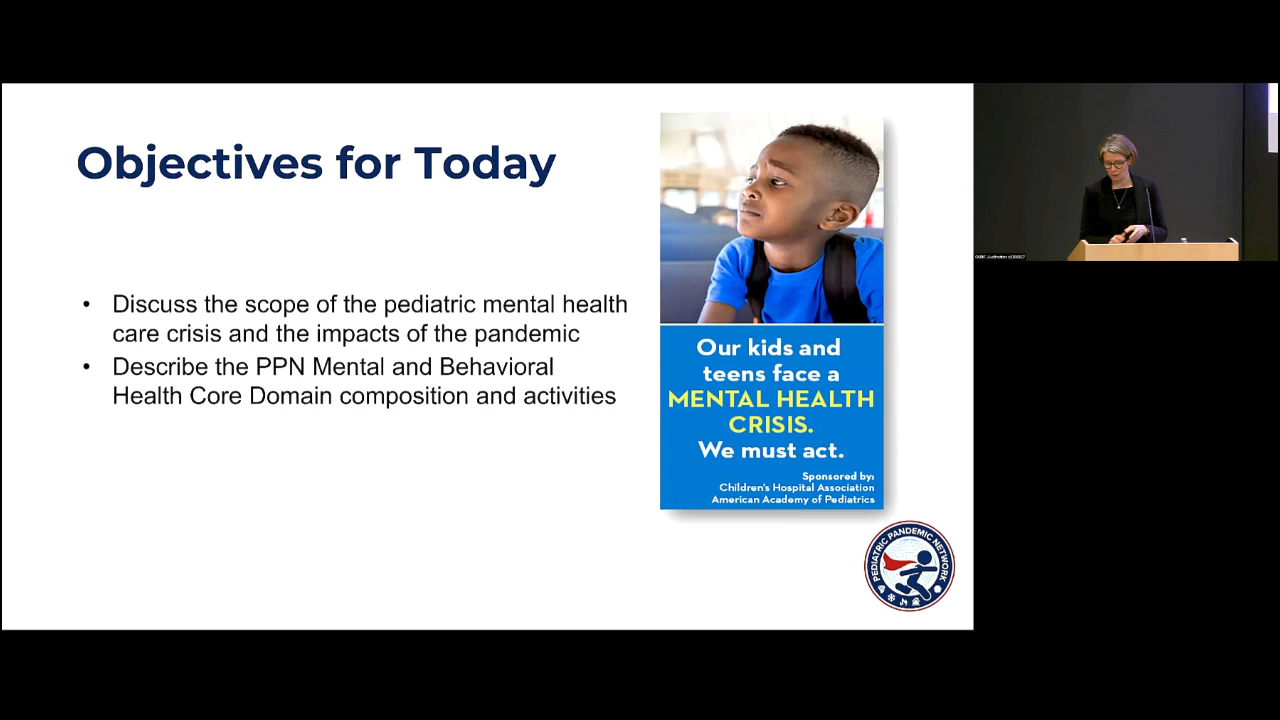 Objectives for Today
• Discuss the scope of the pediatric mental health
care crisis and the impacts of the pandemic
• Describe the PPN Mental and Behavioral
Health Core Domain composition and activities
Our kids and
teens face a
MENTAL HEALTH
CRISIS.
We must act.
Sponsored by:
Children's Hospital Association
American Academy of Pediatrics
PEDIATRIC PANDEMIC NETWORK